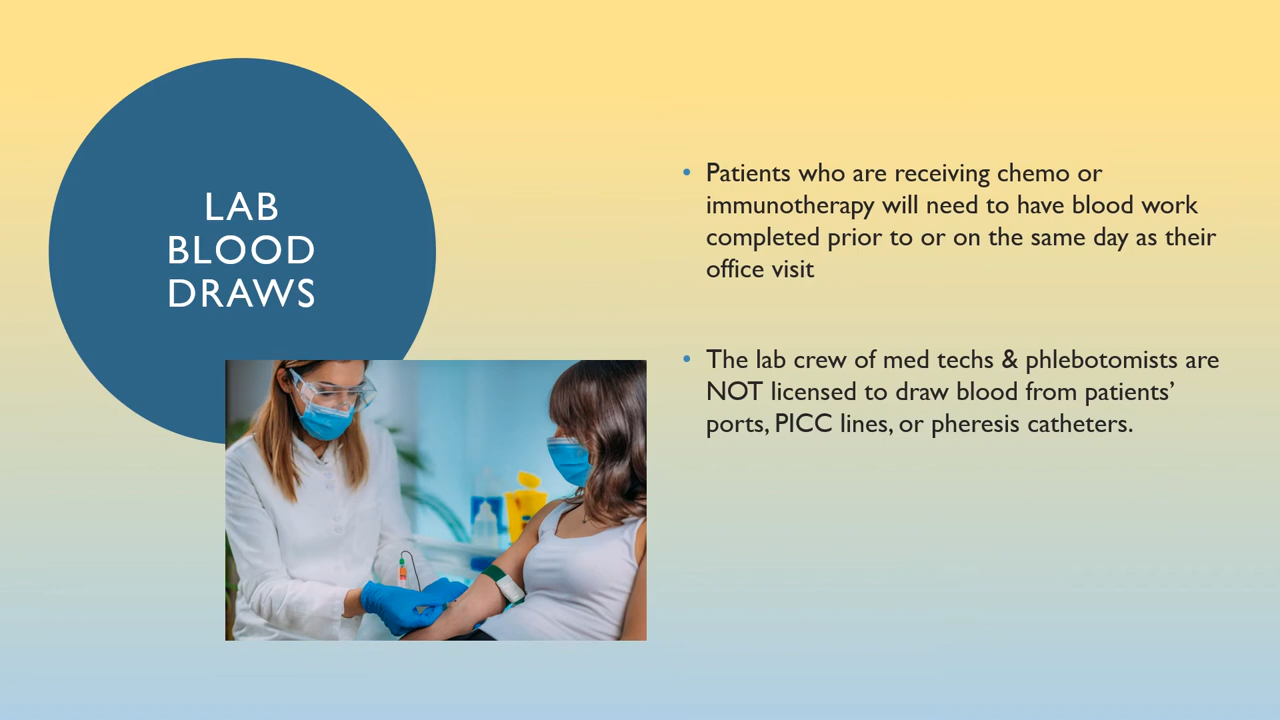 LAB
BLOOD
DRAWS
• Patients who are receiving chemo or
immunotherapy will need to have blood work
completed prior to or on the same day as their
office visit
• The lab crew of med techs & phlebotomists are
NOT licensed to draw blood from patients’
ports, PICC lines, or pheresis catheters.